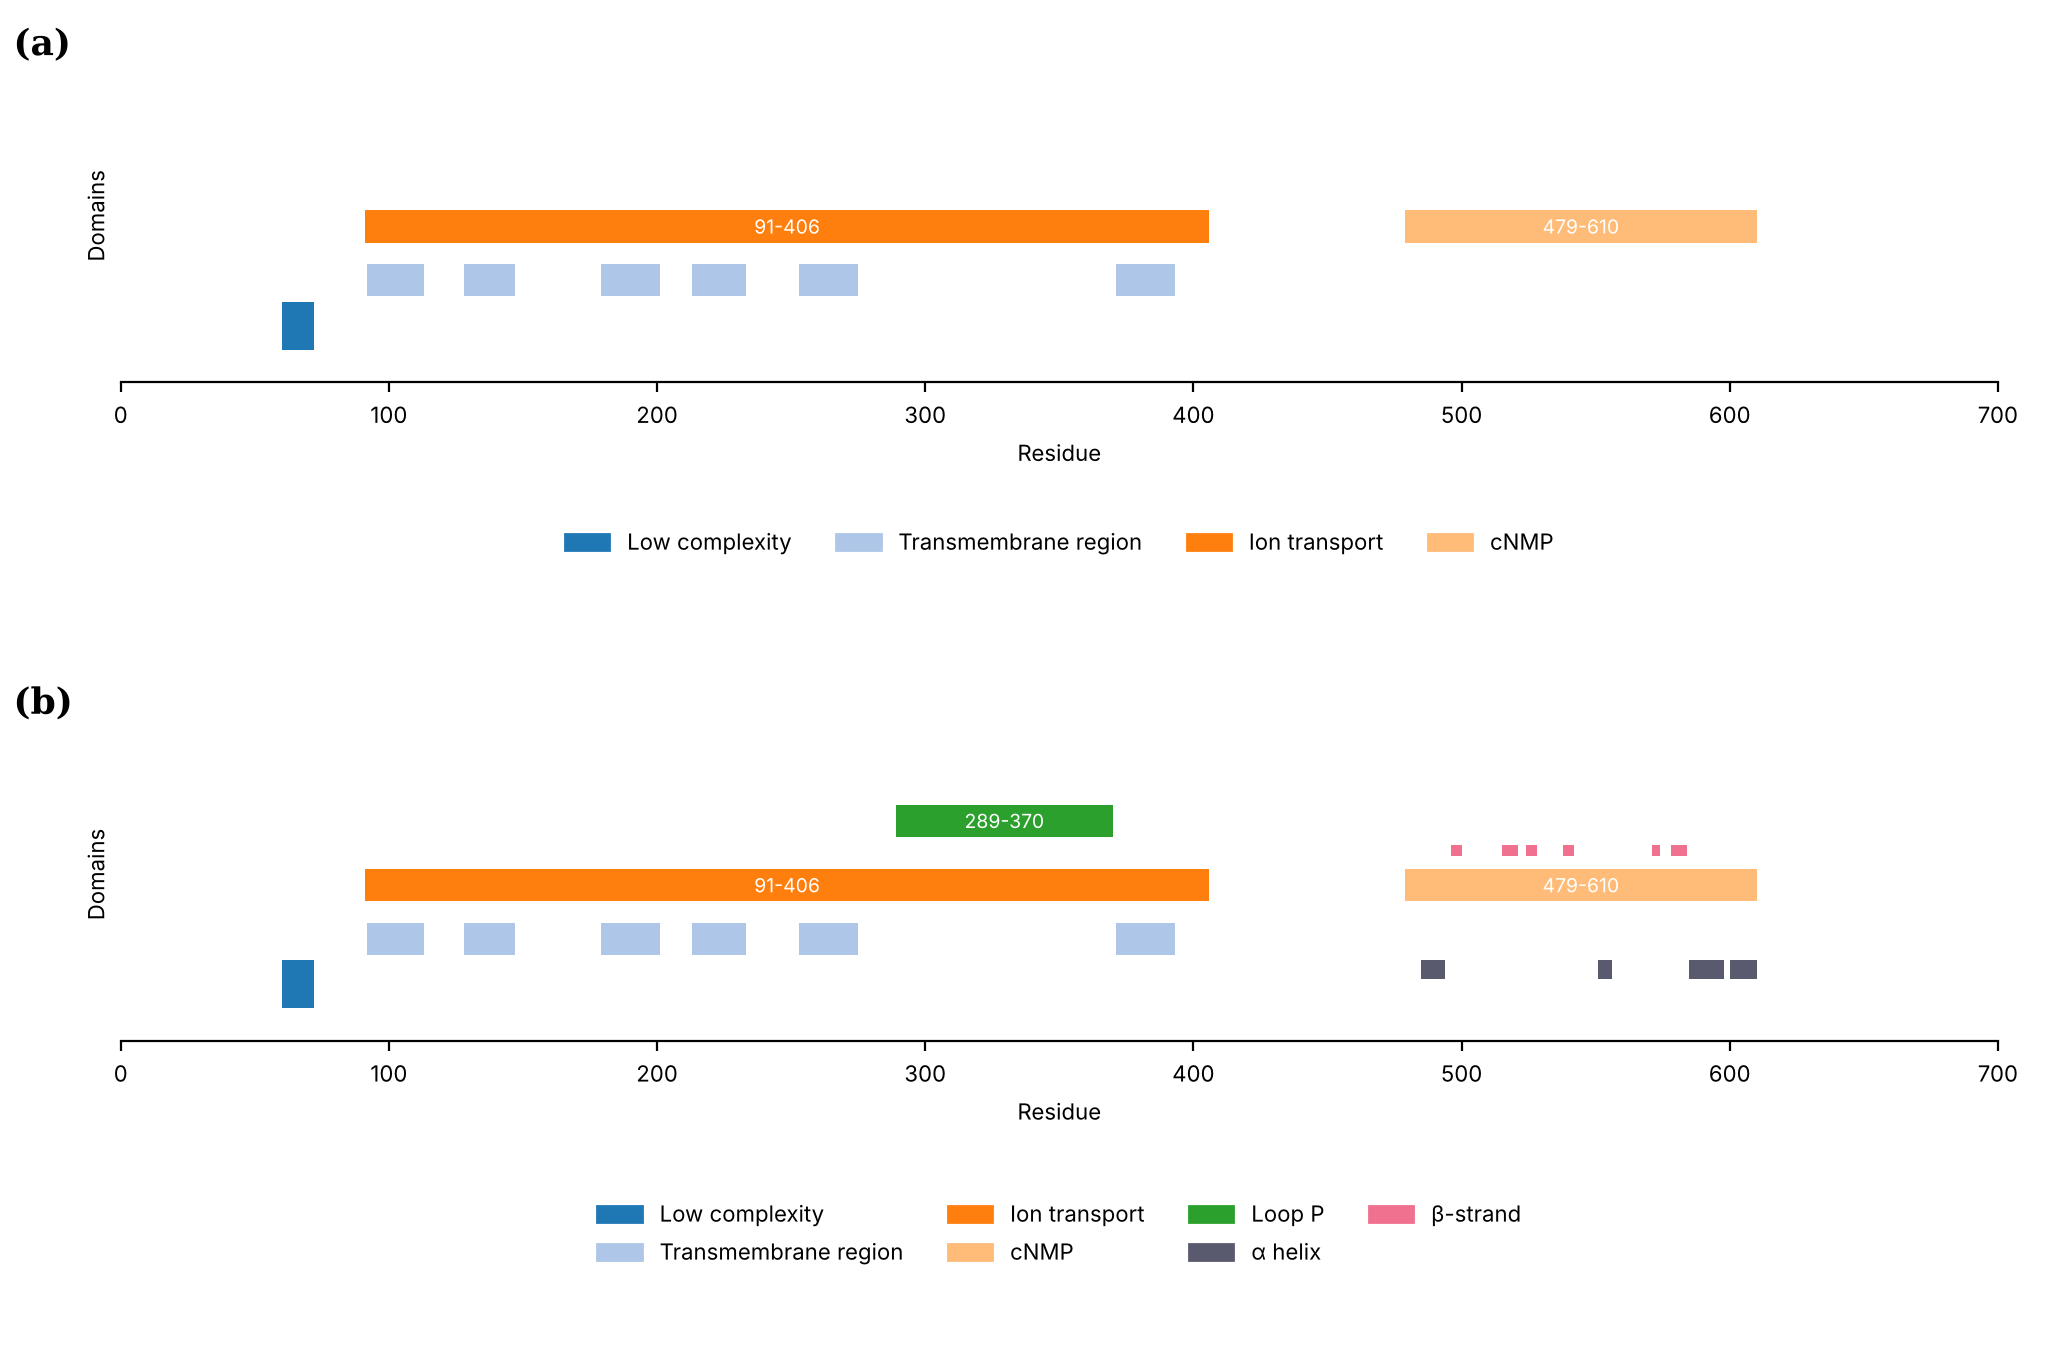 (a)
Domains
91-406 479-610
0 100 200 300 400 500 600 700
Residue
Low complexity Transmembrane region Ion transport cNMP
(b)
Domains
289-370
91-406 479-610
0 100 200 300 400 500 600 700
Residue
Low complexity Ion transport Loop P β-strand
Transmembrane region cNMP α helix